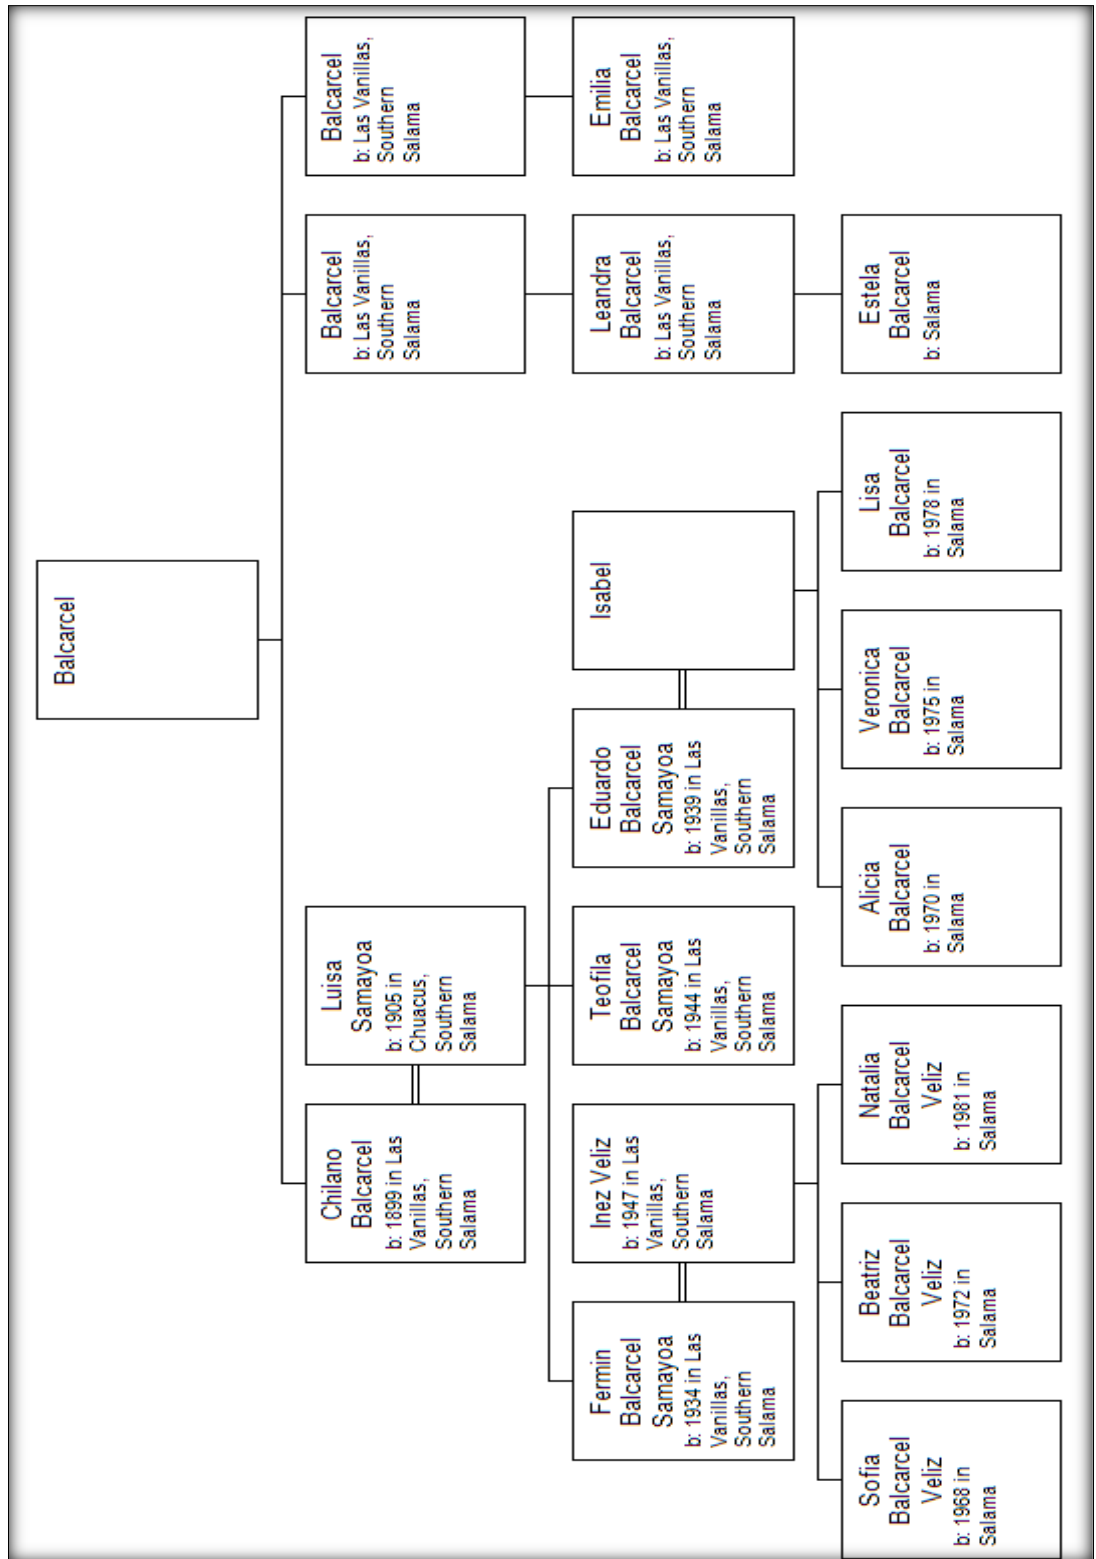 Balcarcel
Chilano
Balcarcel
b: 1899 in Las
Vanillas,
Southern
Salama
Luisa
Samayoa
b: 1905 in
Chuacus,
Southern
Salama
Balcarcel
b: Las Vanillas,
Southern
Salama
Balcarcel
b: Las Vanillas,
Southern
Salama
Fermin
Balcarcel
Samayoa
b: 1934 in Las
Vanillas,
Southern
Salama
Inez Veliz
b: 1947 in Las
Vanillas,
Southern
Salama
Teofila
Balcarcel
Samayoa
b: 1944 in Las
Vanillas,
Southern
Salama
Eduardo
Balcarcel
Samayoa
b: 1939 in Las
Vanillas,
Southern
Salama
Isabel
Leandra
Balcarcel
b: Las Vanillas,
Southern
Salama
Emilia
Balcarcel
b: Las Vanillas,
Southern
Salama
Sofia
Balcarcel
Veliz
b: 1968 in
Salama
Beatriz
Balcarcel
Veliz
b: 1972 in
Salama
Natalia
Balcarcel
Veliz
b: 1981 in
Salama
Alicia
Balcarcel
b: 1970 in
Salama
Veronica
Balcarcel
b: 1975 in
Salama
Lisa
Balcarcel
b: 1978 in
Salama
Estela
Balcarcel
b: Salama